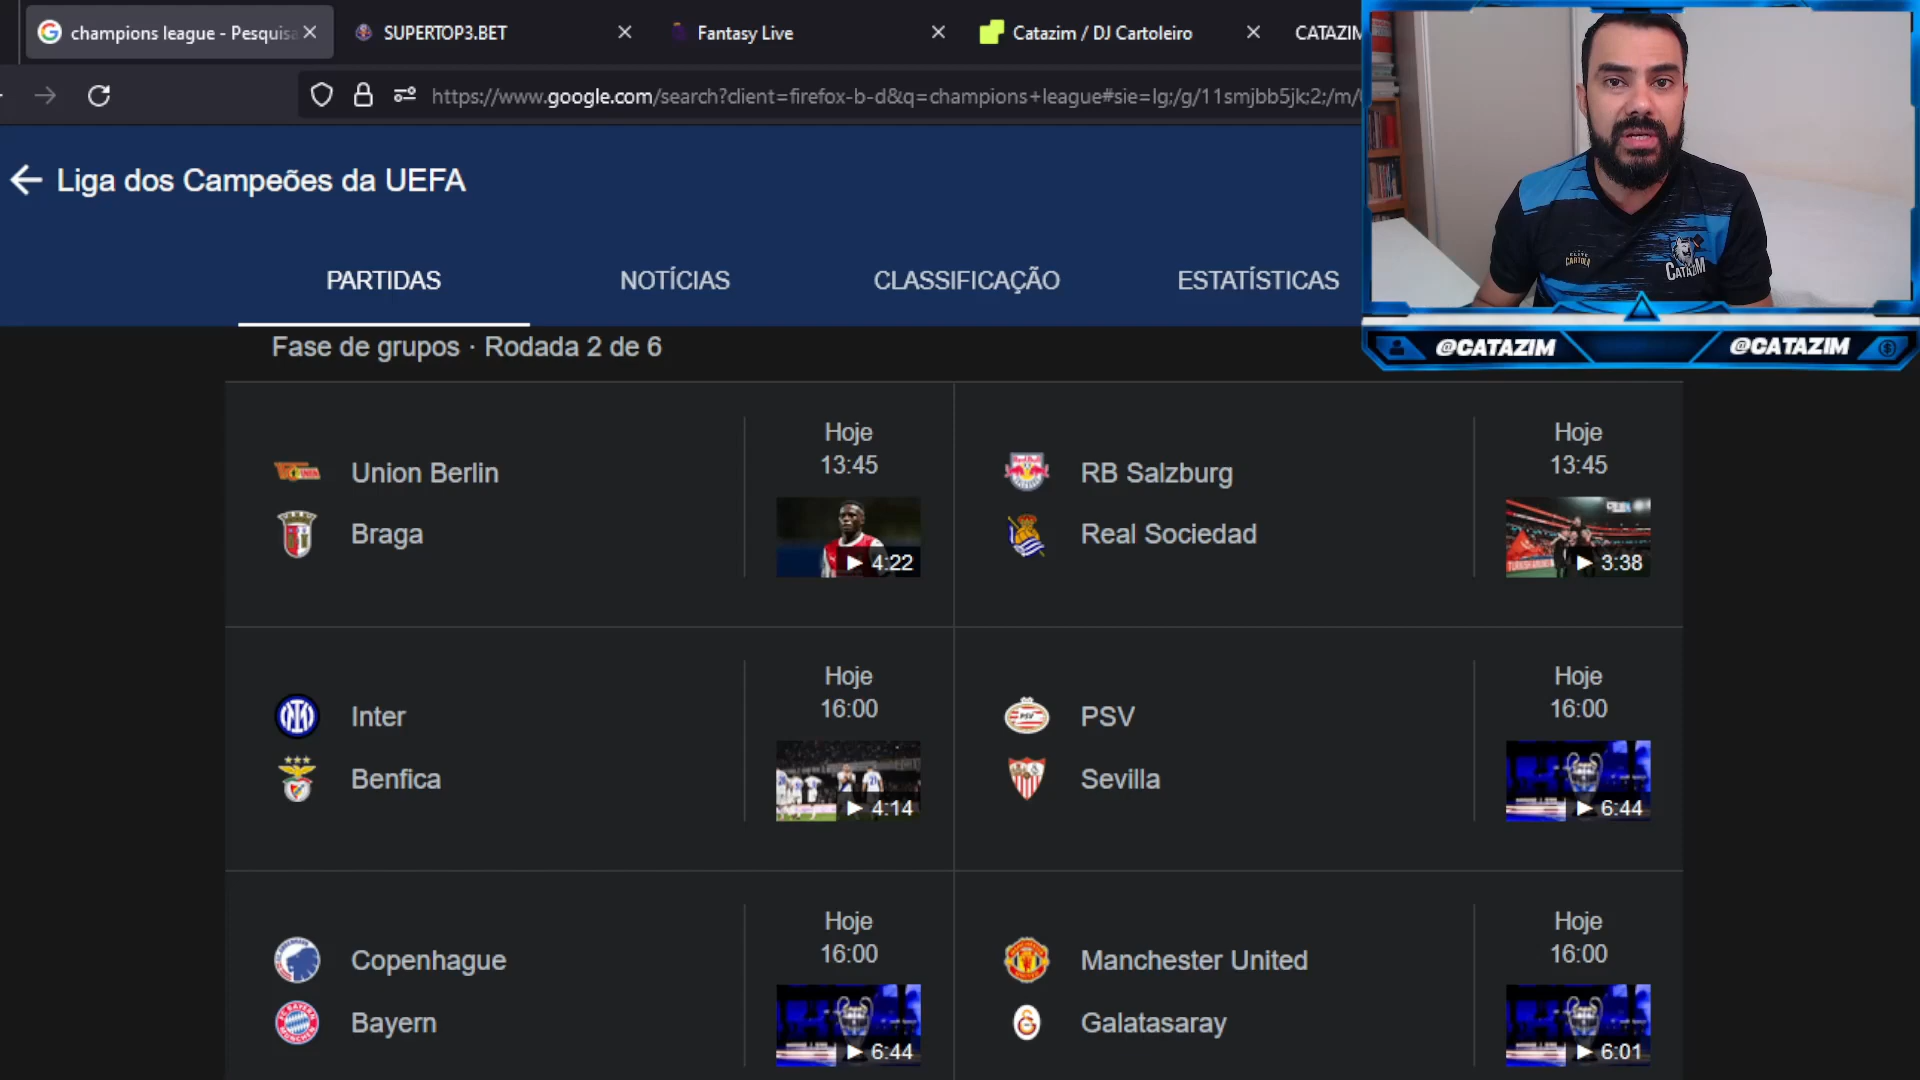 champions league - Pesquisa
SUPERTOP3.BET
Fantasy Live
Catazim / DJ Cartoleiro
CATAZIM
https://www.google.com/search?client=firefox-b-d&q=champions+league#sie=lg;/g/11smjbb5jk;2;/m/
Liga dos Campeões da UEFA
PARTIDAS
NOTÍCIAS
CLASSIFICAÇÃO
ESTATÍSTICAS
ELITE
CARTOLA
CATAZIM
@CATAZIM
@CATAZIM
Fase de grupos · Rodada 2 de 6
Union Berlin
Braga
Hoje
13:45
4:22
RB Salzburg
Real Sociedad
Hoje
13:45
3:38
Inter
Benfica
Hoje
16:00
4:14
PSV
Sevilla
Hoje
16:00
6:44
Copenhague
Bayern
Hoje
16:00
6:44
Manchester United
Galatasaray
Hoje
16:00
6:01